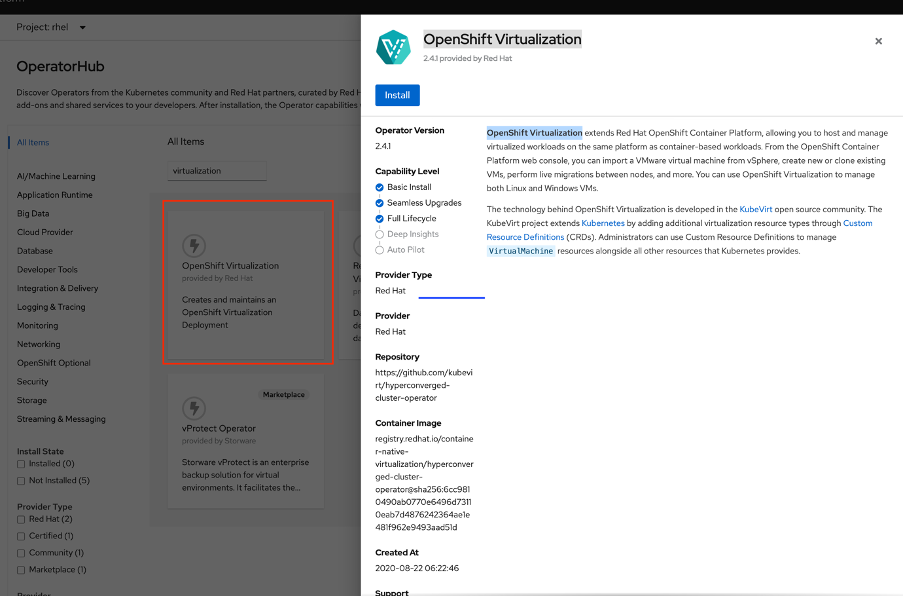 Project: rhel
OperatorHub
Discover Operators from the Kubernetes community and Red Hat partners, curated by Red H
add-ons and shared services to your developers. After installation, the Operator capabilities
All Items
AI/Machine Learning
Application Runtime
Big Data
Cloud Provider
Database
Developer Tools
Integration & Delivery
Logging & Tracing
Monitoring
Networking
OpenShift Optional
Security
Storage
Streaming & Messaging
Install State
Installed (0)
Not Installed (5)
Provider Type
Red Hat (2)
Certified (1)
Community (1)
Marketplace (1)
Provider
All Items
virtualization
OpenShift Virtualization
provided by Red Hat
Creates and maintains an
OpenShift Virtualization
Deployment
Marketplace
vProtect Operator
provided by Storware
Storware vProtect is an enterprise
backup solution for virtual
environments. It facilitates the...
OpenShift Virtualization
2.4.1 provided by Red Hat
Install
Operator Version
2.4.1
Capability Level
Basic Install
Seamless Upgrades
Full Lifecycle
Deep Insights
Auto Pilot
Provider Type
Red Hat
Provider
Red Hat
Repository
https://github.com/kubevi
rt/hyperconverged-
cluster-operator
Container Image
registry.redhat.io/containe
r-native-
virtualization/hyperconver
ged-cluster-
operator@sha256:6cc981
0490ab0770e6496d7311
0eab7d4876242364ae1e
481f962e9493aad51d
Created At
2020-08-22 06:22:46
Support
OpenShift Virtualization extends Red Hat OpenShift Container Platform, allowing you to host and manage
virtualized workloads on the same platform as container-based workloads. From the OpenShift Container
Platform web console, you can import a VMware virtual machine from vSphere, create new or clone existing
VMs, perform live migrations between nodes, and more. You can use OpenShift Virtualization to manage
both Linux and Windows VMs.
The technology behind OpenShift Virtualization is developed in the KubeVirt open source community. The
KubeVirt project extends Kubernetes by adding additional virtualization resource types through Custom
Resource Definitions (CRDs). Administrators can use Custom Resource Definitions to manage
VirtualMachine resources alongside all other resources that Kubernetes provides.